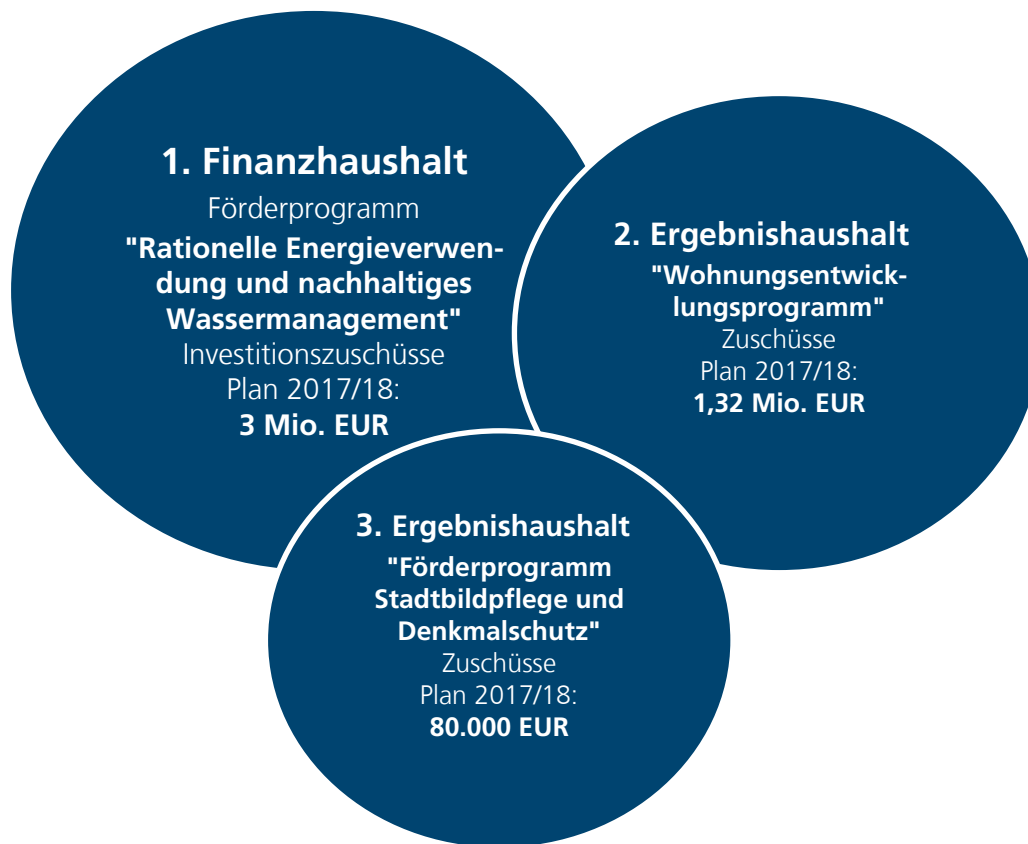 1. Finanzhaushalt
Förderprogramm
"Rationelle Energieverwen-
dung und nachhaltiges
Wassermanagement"
Investitionszuschüsse
Plan 2017/18:
3 Mio. EUR
2. Ergebnishaushalt
"Wohnungsentwick-
lungsprogramm"
Zuschüsse
Plan 2017/18:
1,32 Mio. EUR
3. Ergebnishaushalt
"Förderprogramm
Stadtbildpflege und
Denkmalschutz"
Zuschüsse
Plan 2017/18:
80.000 EUR